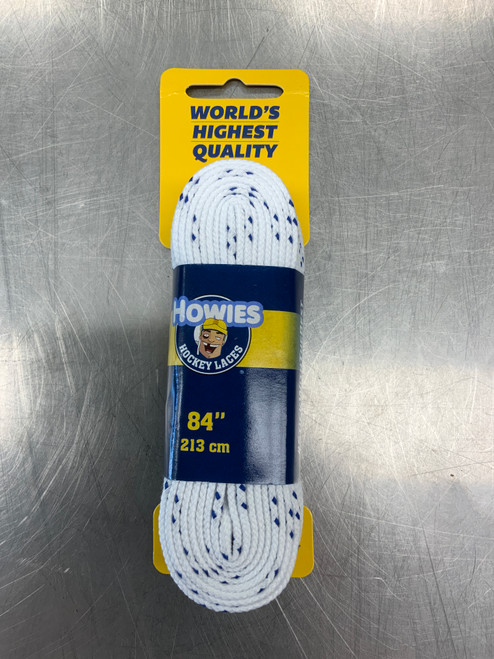 WORLD'S
HIGHEST
QUALITY
HOWIES
HOCKEY LACES
84"
213 cm